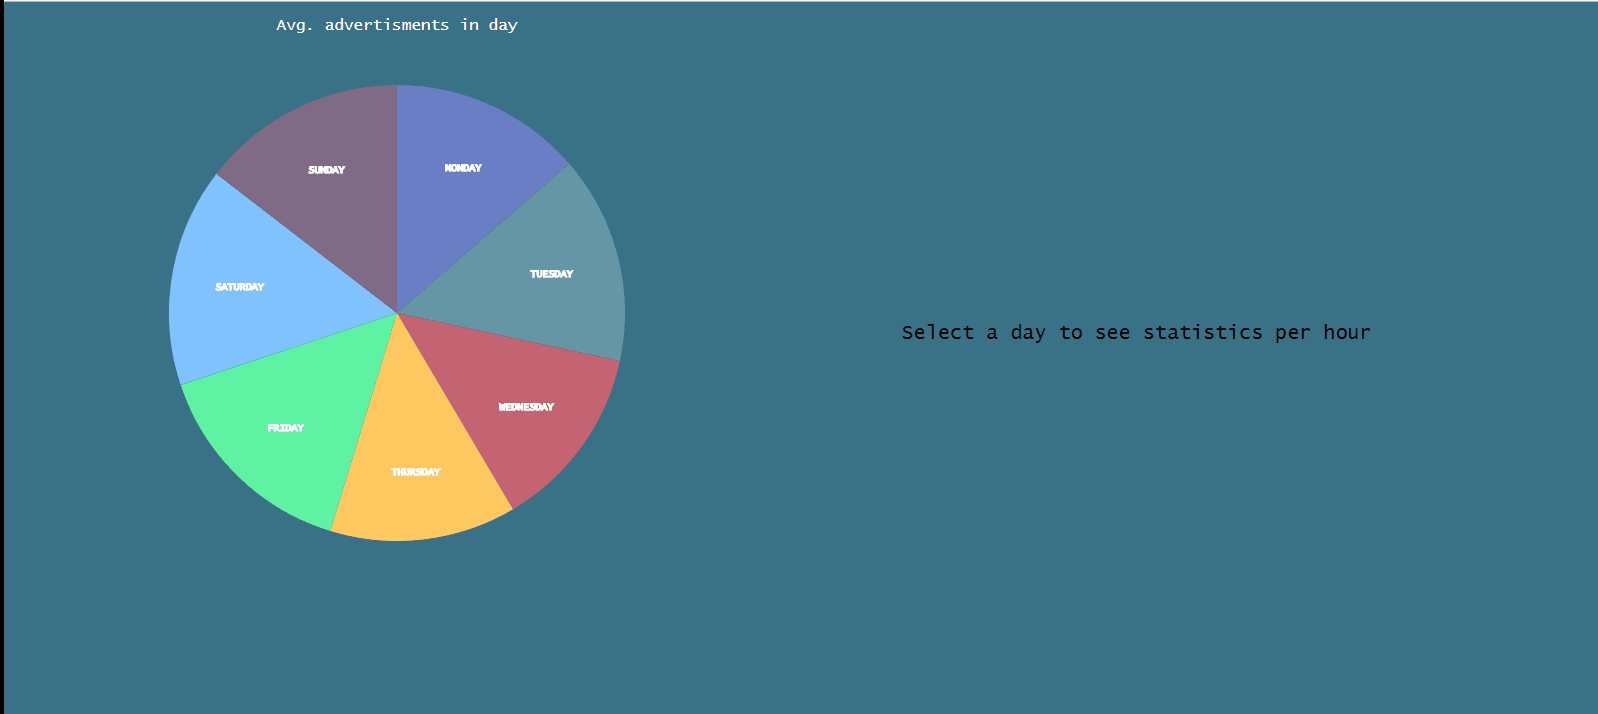 Avg. advertisments in day
SUNDAY
MONDAY
TUESDAY
SATURDAY
WEDNESDAY
FRIDAY
THURSDAY
Select a day to see statistics per hour